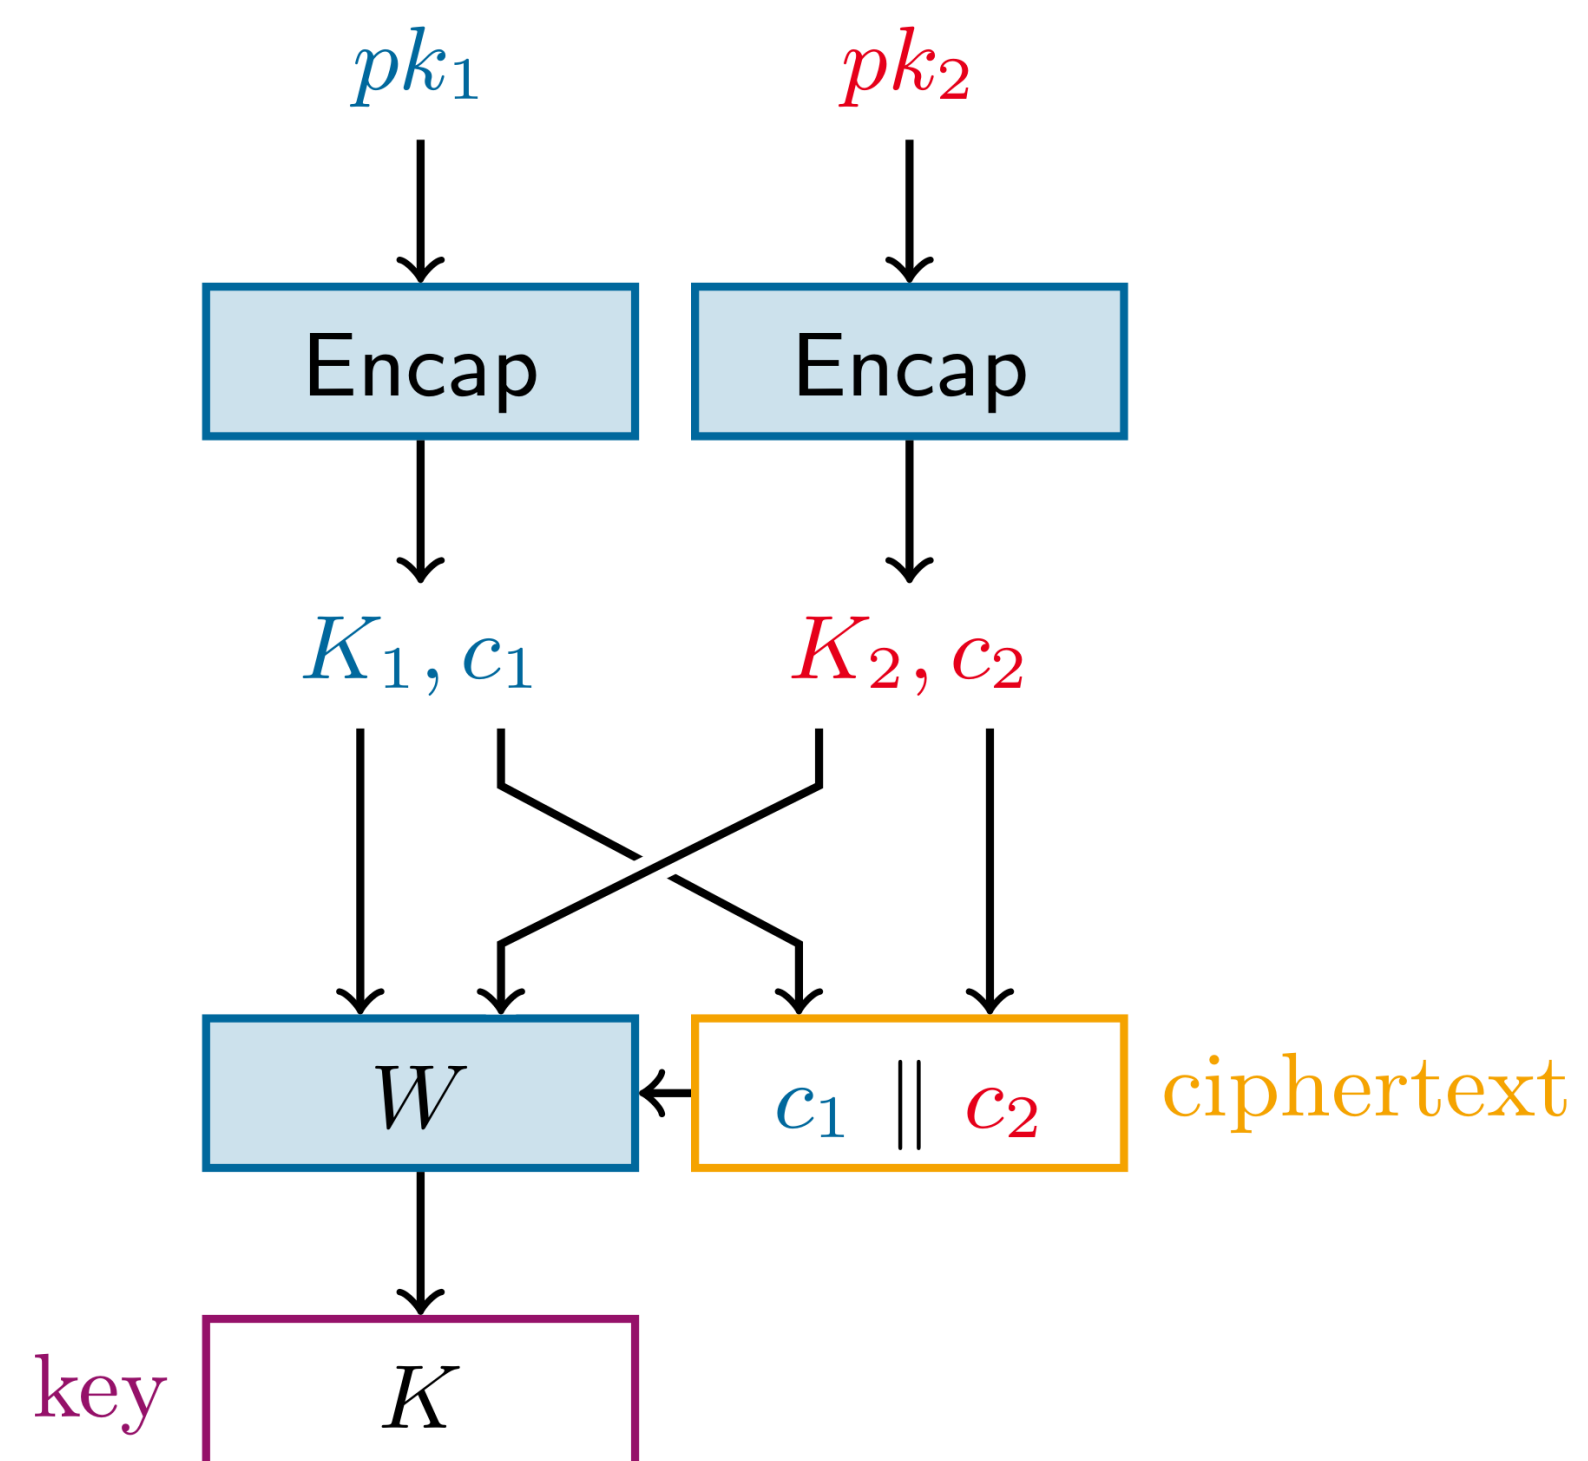 pk₁ pk₂
Encap Encap
K₁, c₁ K₂, c₂
W c₁ ∥ c₂ ciphertext
key K